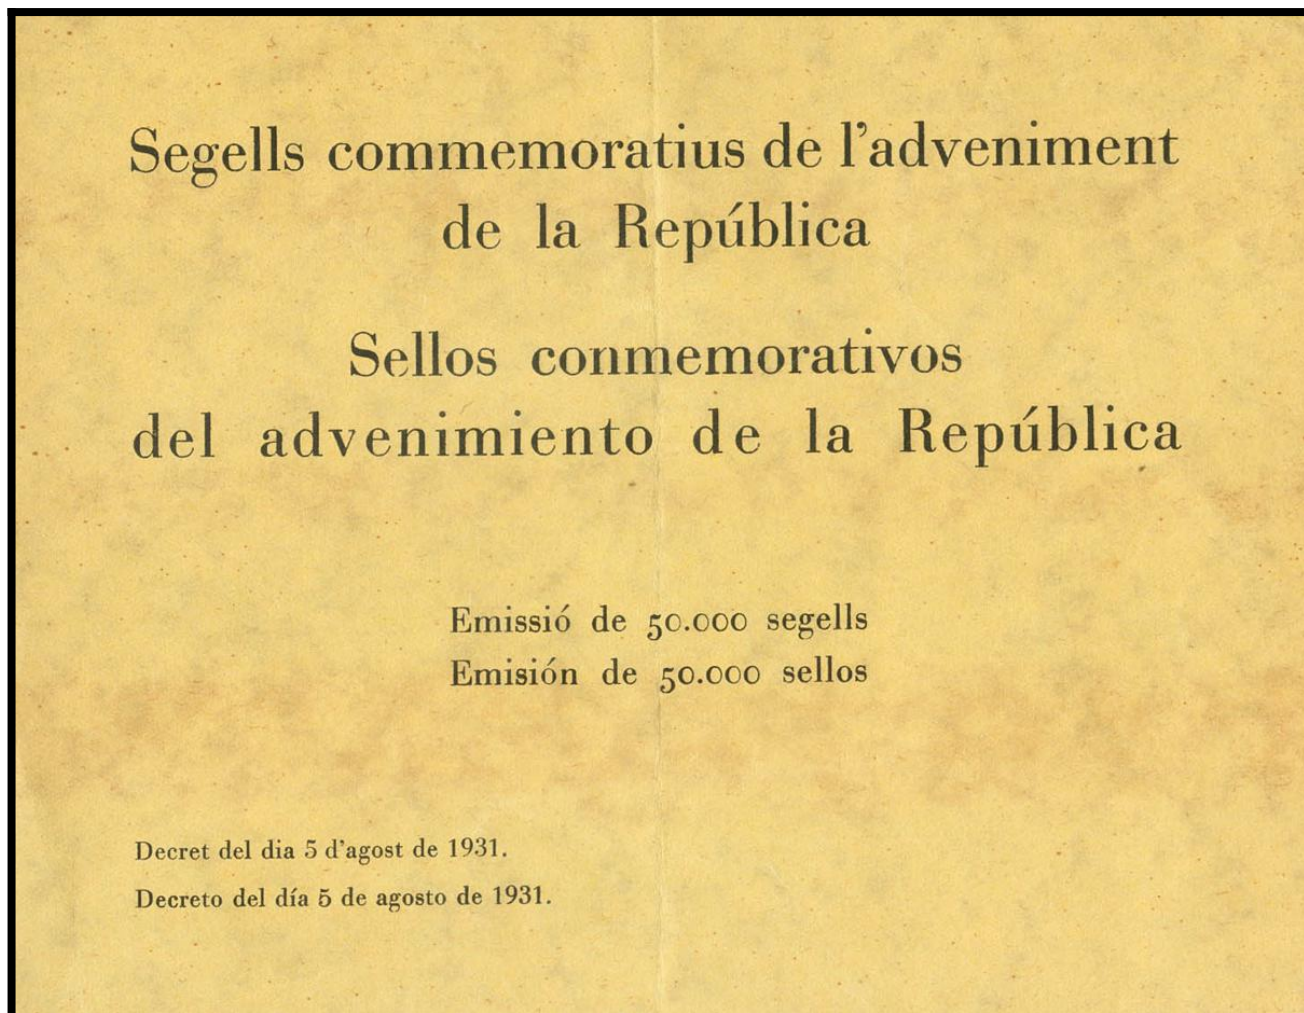 Segells commemoratius de l'adveniment
de la República
Sellos conmemorativos
del advenimiento de la República
Emissió de 50.000 segells
Emisión de 50.000 sellos
Decret del dia 5 d'agost de 1931.
Decreto del día 5 de agosto de 1931.